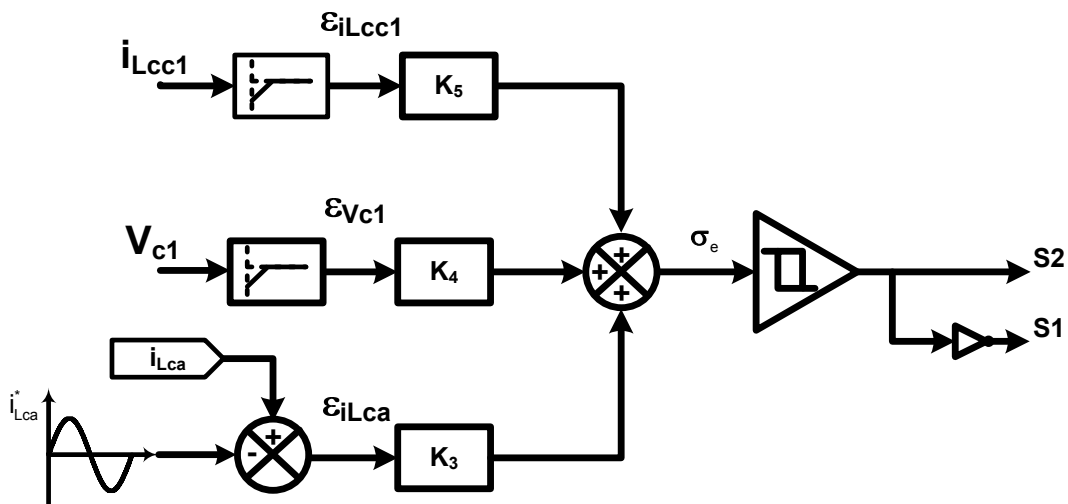 εiLcc1
iLcc1
K5
εVc1
Vc1
K4
+
+
+
σe
S2
S1
iLca
i*Lca
+
-
εiLca
K3